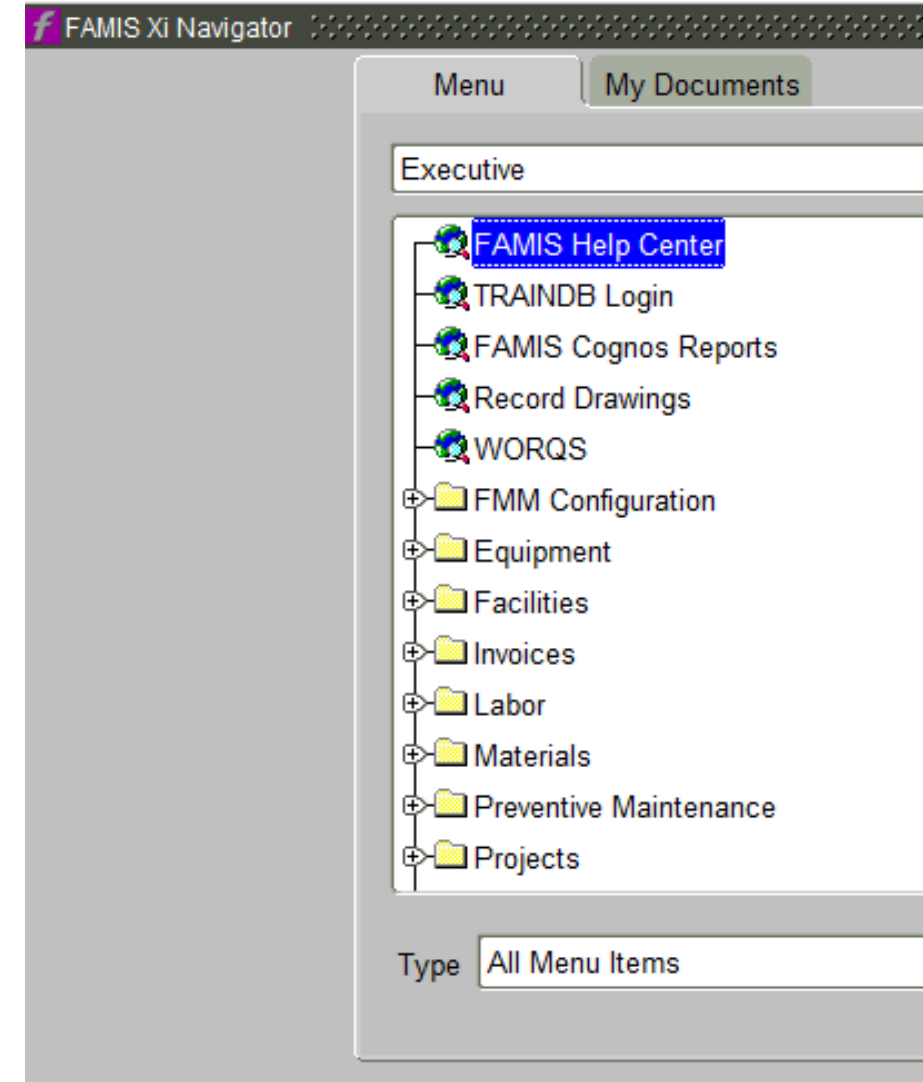 f FAMIS Xi Navigator
Menu My Documents
Executive
FAMIS Help Center
TRAINDB Login
FAMIS Cognos Reports
Record Drawings
WORQS
FMM Configuration
Equipment
Facilities
Invoices
Labor
Materials
Preventive Maintenance
Projects
Type All Menu Items